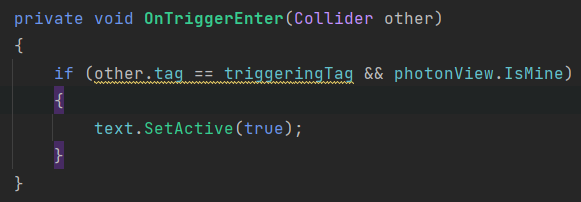 private void OnTriggerEnter(Collider other)
{
    if (other.tag == triggeringTag && photonView.IsMine)
    {
        text.SetActive(true);
    }
}